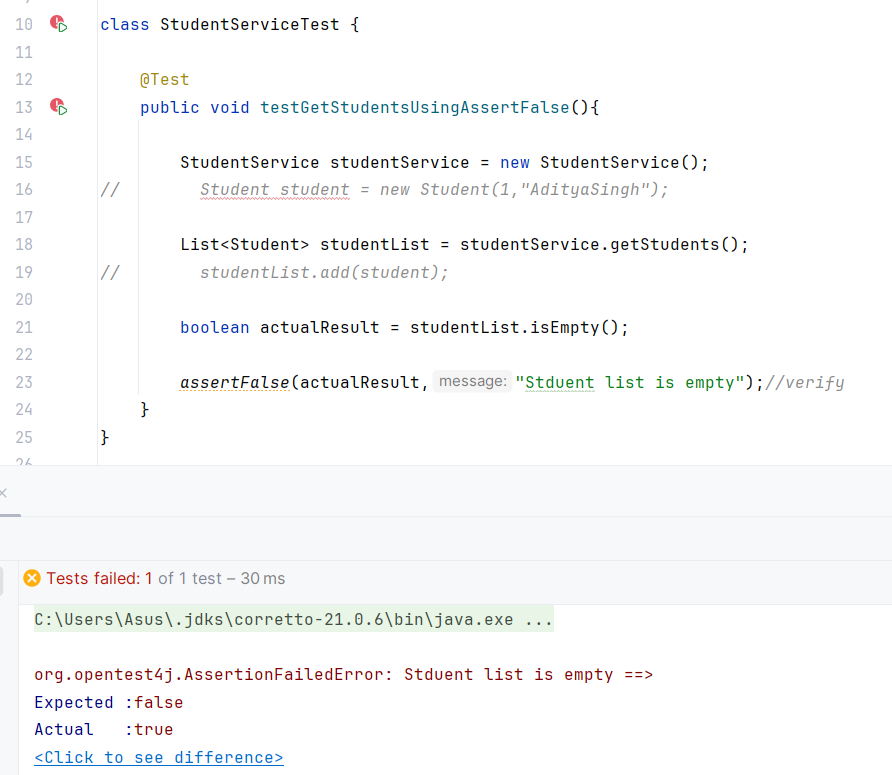 10 class StudentServiceTest {
11
12 @Test
13 public void testGetStudentsUsingAssertFalse(){
14
15 StudentService studentService = new StudentService();
16 // Student student = new Student(1,"AdityaSingh");
17
18 List<Student> studentList = studentService.getStudents();
19 // studentList.add(student);
20
21 boolean actualResult = studentList.isEmpty();
22
23 assertFalse(actualResult, message: "Stduent list is empty");//verify
24 }
25 }
26
Tests failed: 1 of 1 test – 30 ms
C:\Users\Asus\.jdks\corretto-21.0.6\bin\java.exe ...
org.opentest4j.AssertionFailedError: Stduent list is empty ==>
Expected :false
Actual   :true
<Click to see difference>